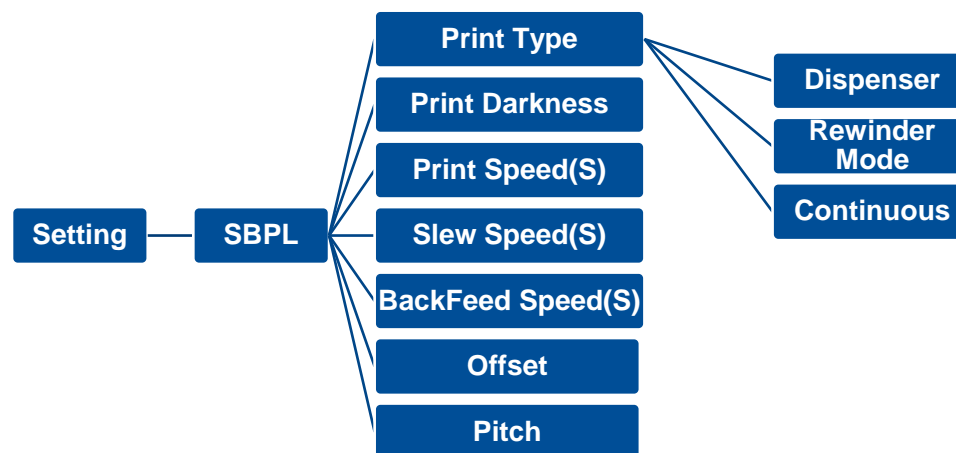 Print Type
Dispenser
Print Darkness
Rewinder
Mode
Print Speed(S)
Continuous
Setting
SBPL
Slew Speed(S)
BackFeed Speed(S)
Offset
Pitch